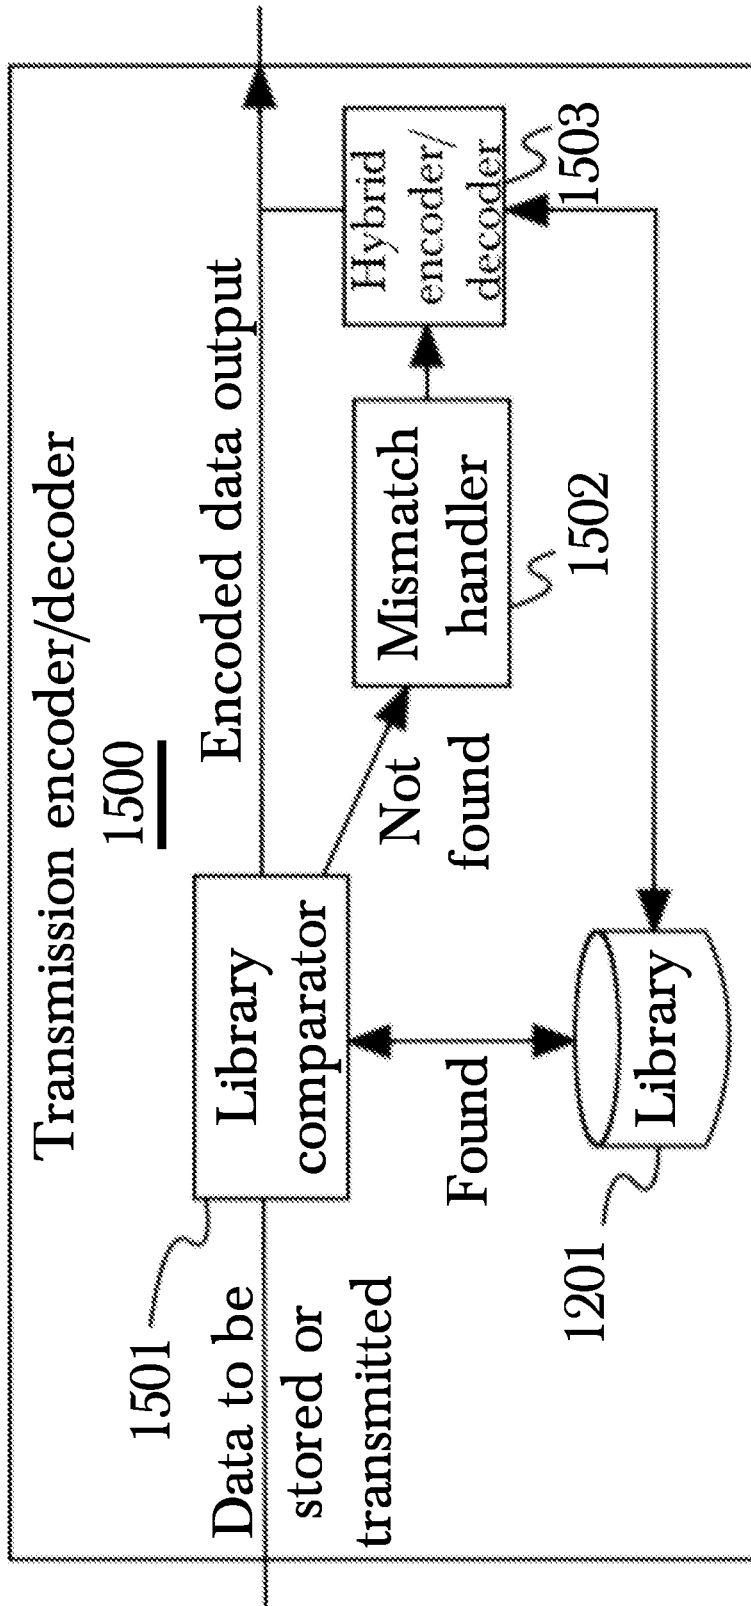 Transmission encoder/decoder
1500
1501
Data to be
stored or
transmitted
Library
comparator
Encoded data output
Found
Not
found
1201
Library
Mismatch
handler
1502
Hybrid
encoder/
decoder
1503